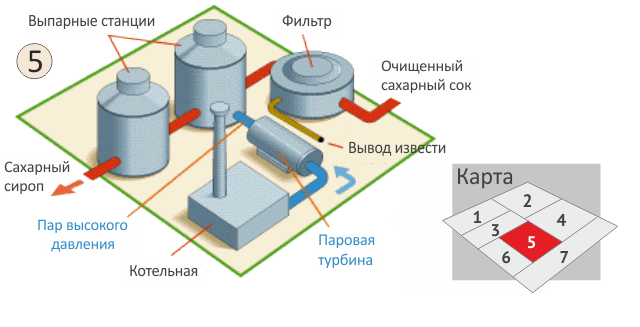 Выпарные станции
Фильтр
5
Очищенный
сахарный сок
Вывод извести
Сахарный
сироп
Пар высокого
давления
Паровая
турбина
Котельная
Карта
1
2
3
4
5
6
7